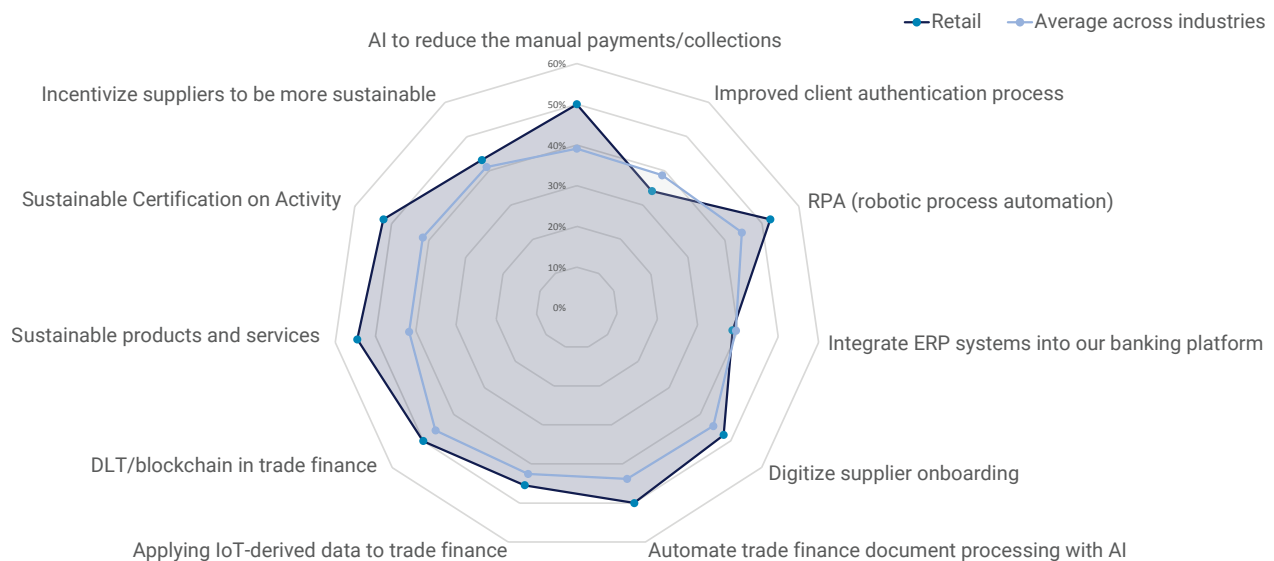 Retail
Average across industries
AI to reduce the manual payments/collections
60%
Incentivize suppliers to be more sustainable
Improved client authentication process
50%
40%
Sustainable Certification on Activity
RPA (robotic process automation)
30%
20%
10%
0%
Sustainable products and services
Integrate ERP systems into our banking platform
DLT/blockchain in trade finance
Digitize supplier onboarding
Applying IoT-derived data to trade finance
Automate trade finance document processing with AI